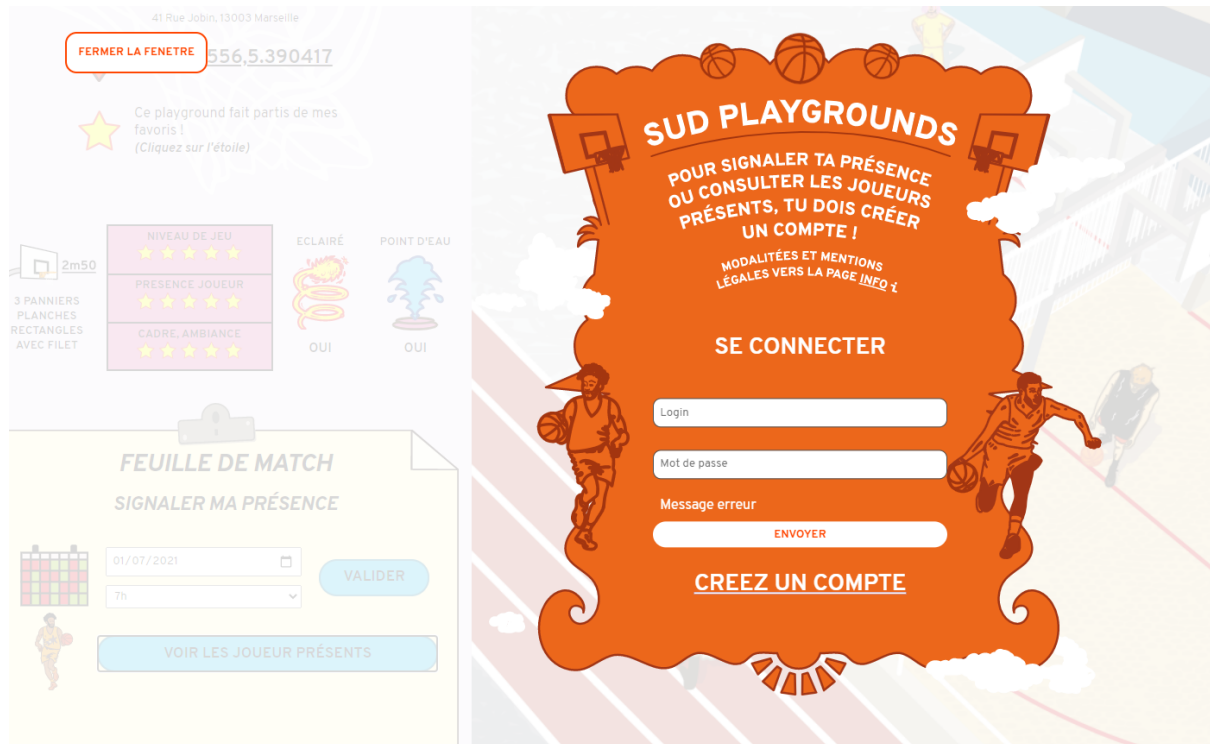 41 Rue Jobin, 13003 Marseille
FERMER LA FENETRE
556,5.390417
Ce playground fait partis de mes
favoris !
(Cliquez sur l'étoile)
2m50
3 PANNIERS
PLANCHES
RECTANGLES
AVEC FILET
NIVEAU DE JEU
PRESENCE JOUEUR
CADRE, AMBIANCE
ECLAIRÉ
OUI
POINT D'EAU
OUI
FEUILLE DE MATCH
SIGNALER MA PRÉSENCE
01/07/2021
7h
VALIDER
VOIR LES JOUEUR PRÉSENTS
SUD PLAYGROUNDS
POUR SIGNALER TA PRÉSENCE
OU CONSULTER LES JOUEURS
PRÉSENTS, TU DOIS CRÉER
UN COMPTE !
MODALITÉES ET MENTIONS
LÉGALES VERS LA PAGE INFO i
SE CONNECTER
Login
Mot de passe
Message erreur
ENVOYER
CREEZ UN COMPTE